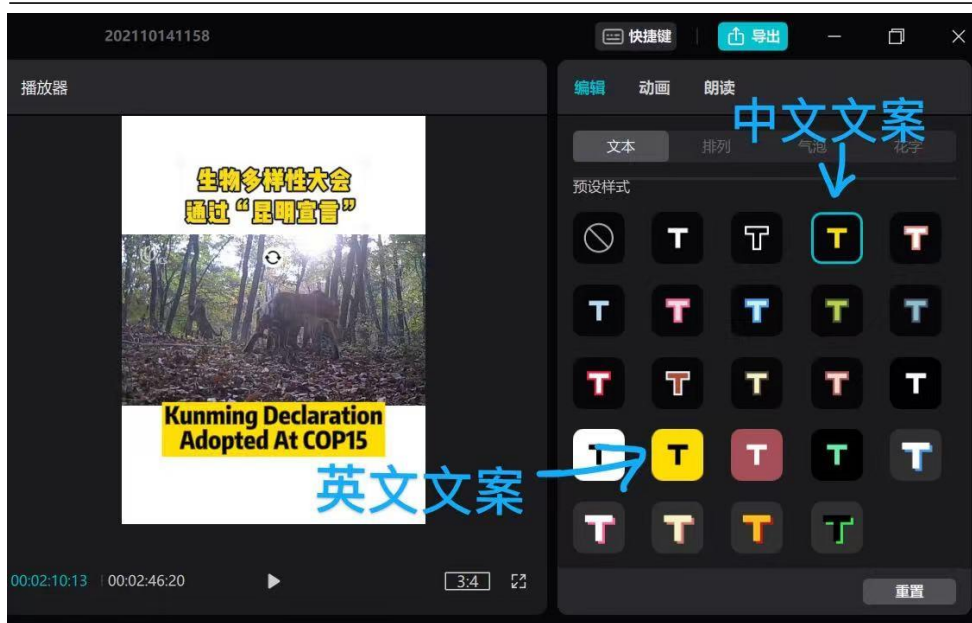 202110141158
快捷键
导出
播放器
编辑 动画 朗读
中文文案
文本 排列 气泡 花字
预设样式
生物多样性大会
通过“昆明宣言”
Kunming Declaration
Adopted At COP15
英文文案
00:02:10:13 00:02:46:20
3:4
重置